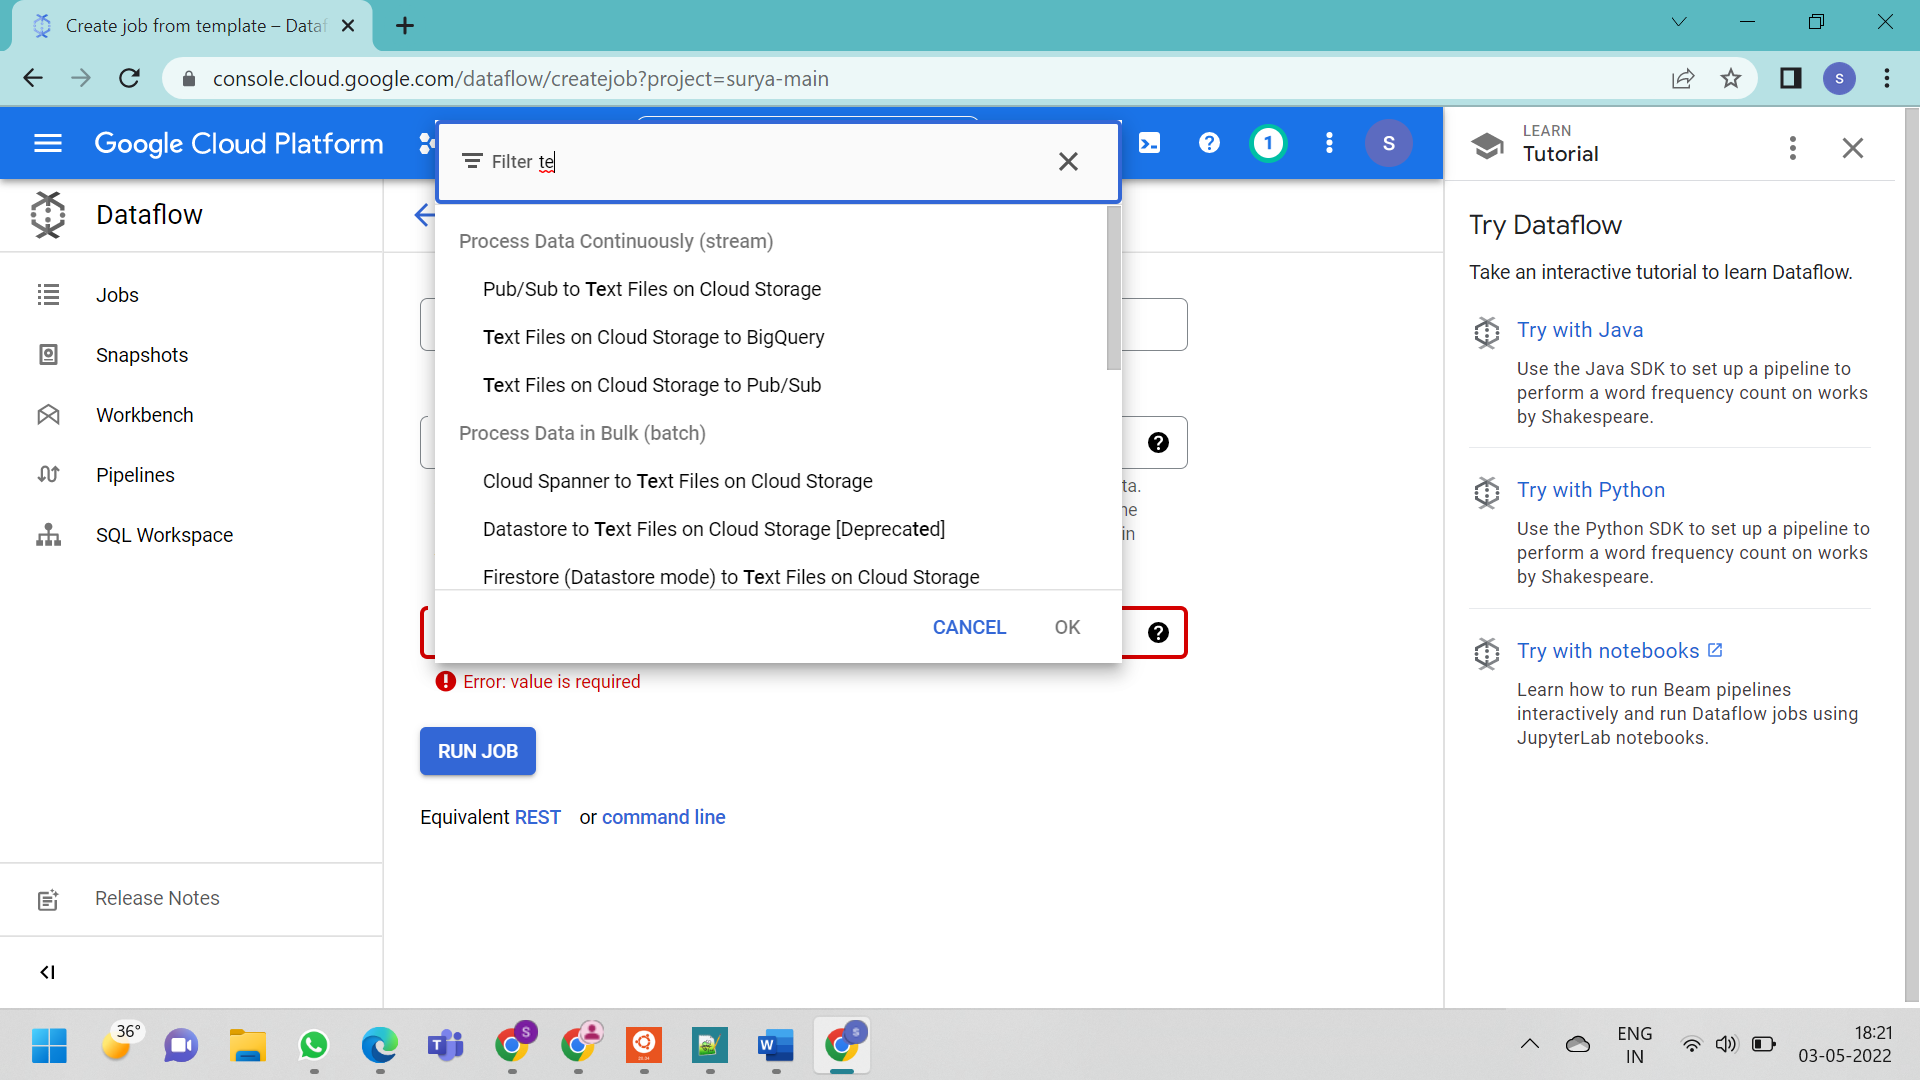 Create job from template – Dataf
console.cloud.google.com/dataflow/createjob?project=surya-main
s
Google Cloud Platform
1
S
Filter te
LEARN
Tutorial
Dataflow
Jobs
Snapshots
Workbench
Pipelines
SQL Workspace
Release Notes
Process Data Continuously (stream)
Pub/Sub to Text Files on Cloud Storage
Text Files on Cloud Storage to BigQuery
Text Files on Cloud Storage to Pub/Sub
Process Data in Bulk (batch)
Cloud Spanner to Text Files on Cloud Storage
Datastore to Text Files on Cloud Storage [Deprecated]
Firestore (Datastore mode) to Text Files on Cloud Storage
CANCEL OK
ta.
in
Error: value is required
RUN JOB
Equivalent REST or command line
Try Dataflow
Take an interactive tutorial to learn Dataflow.
Try with Java
Use the Java SDK to set up a pipeline to
perform a word frequency count on works
by Shakespeare.
Try with Python
Use the Python SDK to set up a pipeline to
perform a word frequency count on works
by Shakespeare.
Try with notebooks
Learn how to run Beam pipelines
interactively and run Dataflow jobs using
JupyterLab notebooks.
36°
S
s
ENG
IN
18:21
03-05-2022